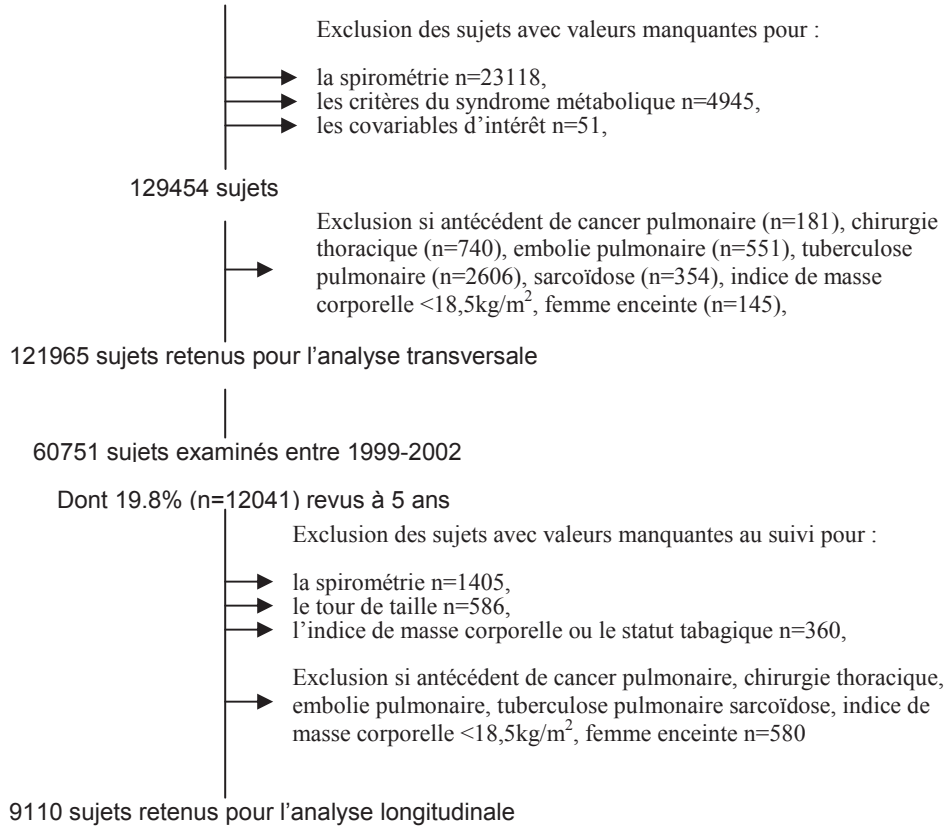 Exclusion des sujets avec valeurs manquantes pour :
la spirométrie n=23118,
les critères du syndrome métabolique n=4945,
les covariables d’intérêt n=51,
129454 sujets
Exclusion si antécédent de cancer pulmonaire (n=181), chirurgie
thoracique (n=740), embolie pulmonaire (n=551), tuberculose
pulmonaire (n=2606), sarcoïdose (n=354), indice de masse
corporelle <18,5kg/m², femme enceinte (n=145),
121965 sujets retenus pour l’analyse transversale
60751 sujets examinés entre 1999-2002
Dont 19.8% (n=12041) revus à 5 ans
Exclusion des sujets avec valeurs manquantes au suivi pour :
la spirométrie n=1405,
le tour de taille n=586,
l’indice de masse corporelle ou le statut tabagique n=360,
Exclusion si antécédent de cancer pulmonaire, chirurgie thoracique,
embolie pulmonaire, tuberculose pulmonaire sarcoïdose, indice de
masse corporelle <18,5kg/m², femme enceinte n=580
9110 sujets retenus pour l’analyse longitudinale